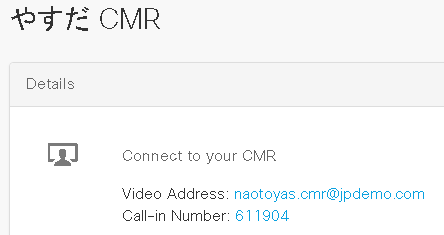 やすだ CMR
Details
Connect to your CMR
Video Address: naotoyas.cmr@jpdemo.com
Call-in Number: 611904